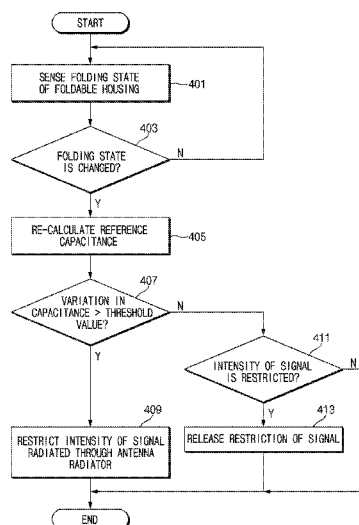 START
SENSE FOLDING STATE
OF FOLDABLE HOUSING
401
403
FOLDING STATE
IS CHANGED?
N
Y
RE-CALCULATE REFERENCE
CAPACITANCE
405
407
VARIATION IN
CAPACITANCE > THRESHOLD
VALUE?
N
Y
411
INTENSITY OF SIGNAL
IS RESTRICTED?
N
Y
409
RESTRICT INTENSITY OF SIGNAL
RADIATED THROUGH ANTENNA
RADIATOR
413
RELEASE RESTRICTION OF SIGNAL
END